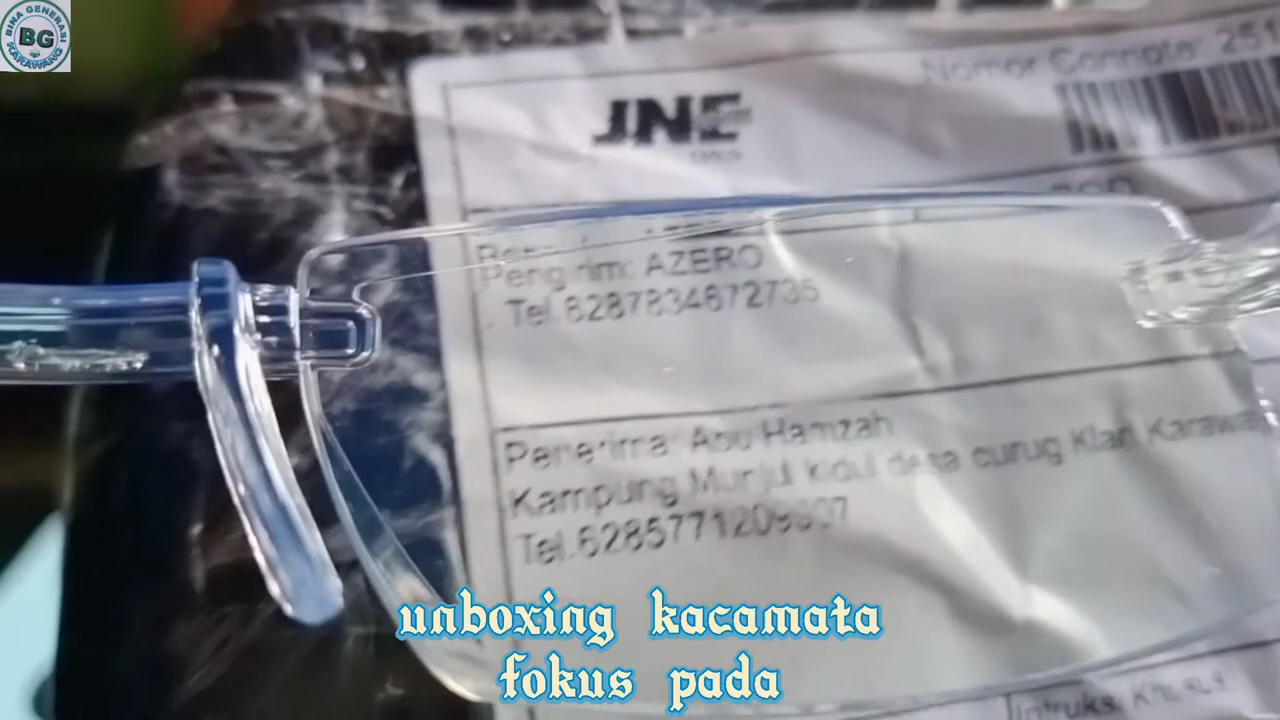 BINA GENERASI
BG
KARAWANG
Nomor Connote: 251
JNE
Pengirim: AZERO
Tel.6287834672735
Penerima: Abu Hamzah
Kampung Munjul kidul desa curug Klari Karawa
unboxing kacamata
fokus pada